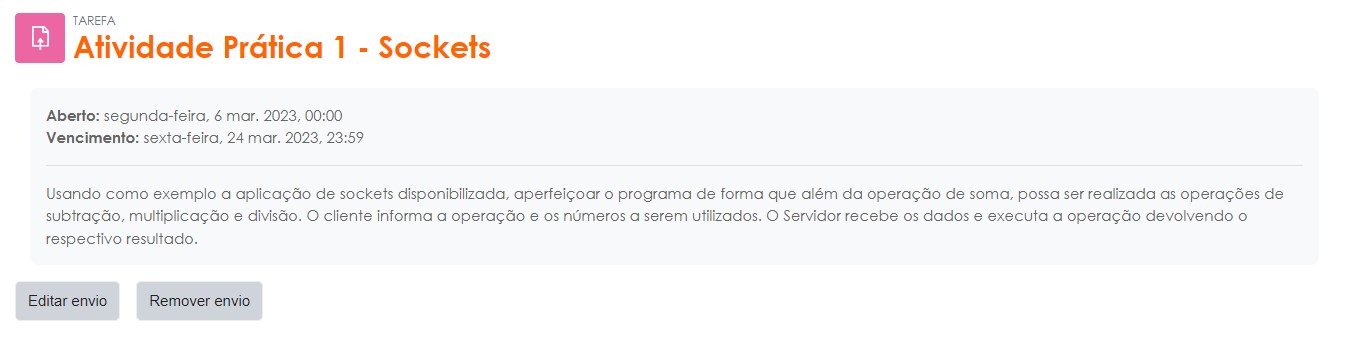 TAREFA
Atividade Prática 1 - Sockets
Aberto: segunda-feira, 6 mar. 2023, 00:00
Vencimento: sexta-feira, 24 mar. 2023, 23:59
Usando como exemplo a aplicação de sockets disponibilizada, aperfeiçoar o programa de forma que além da operação de soma, possa ser realizada as operações de
subtração, multiplicação e divisão. O cliente informa a operação e os números a serem utilizados. O Servidor recebe os dados e executa a operação devolvendo o
respectivo resultado.
Editar envio
Remover envio